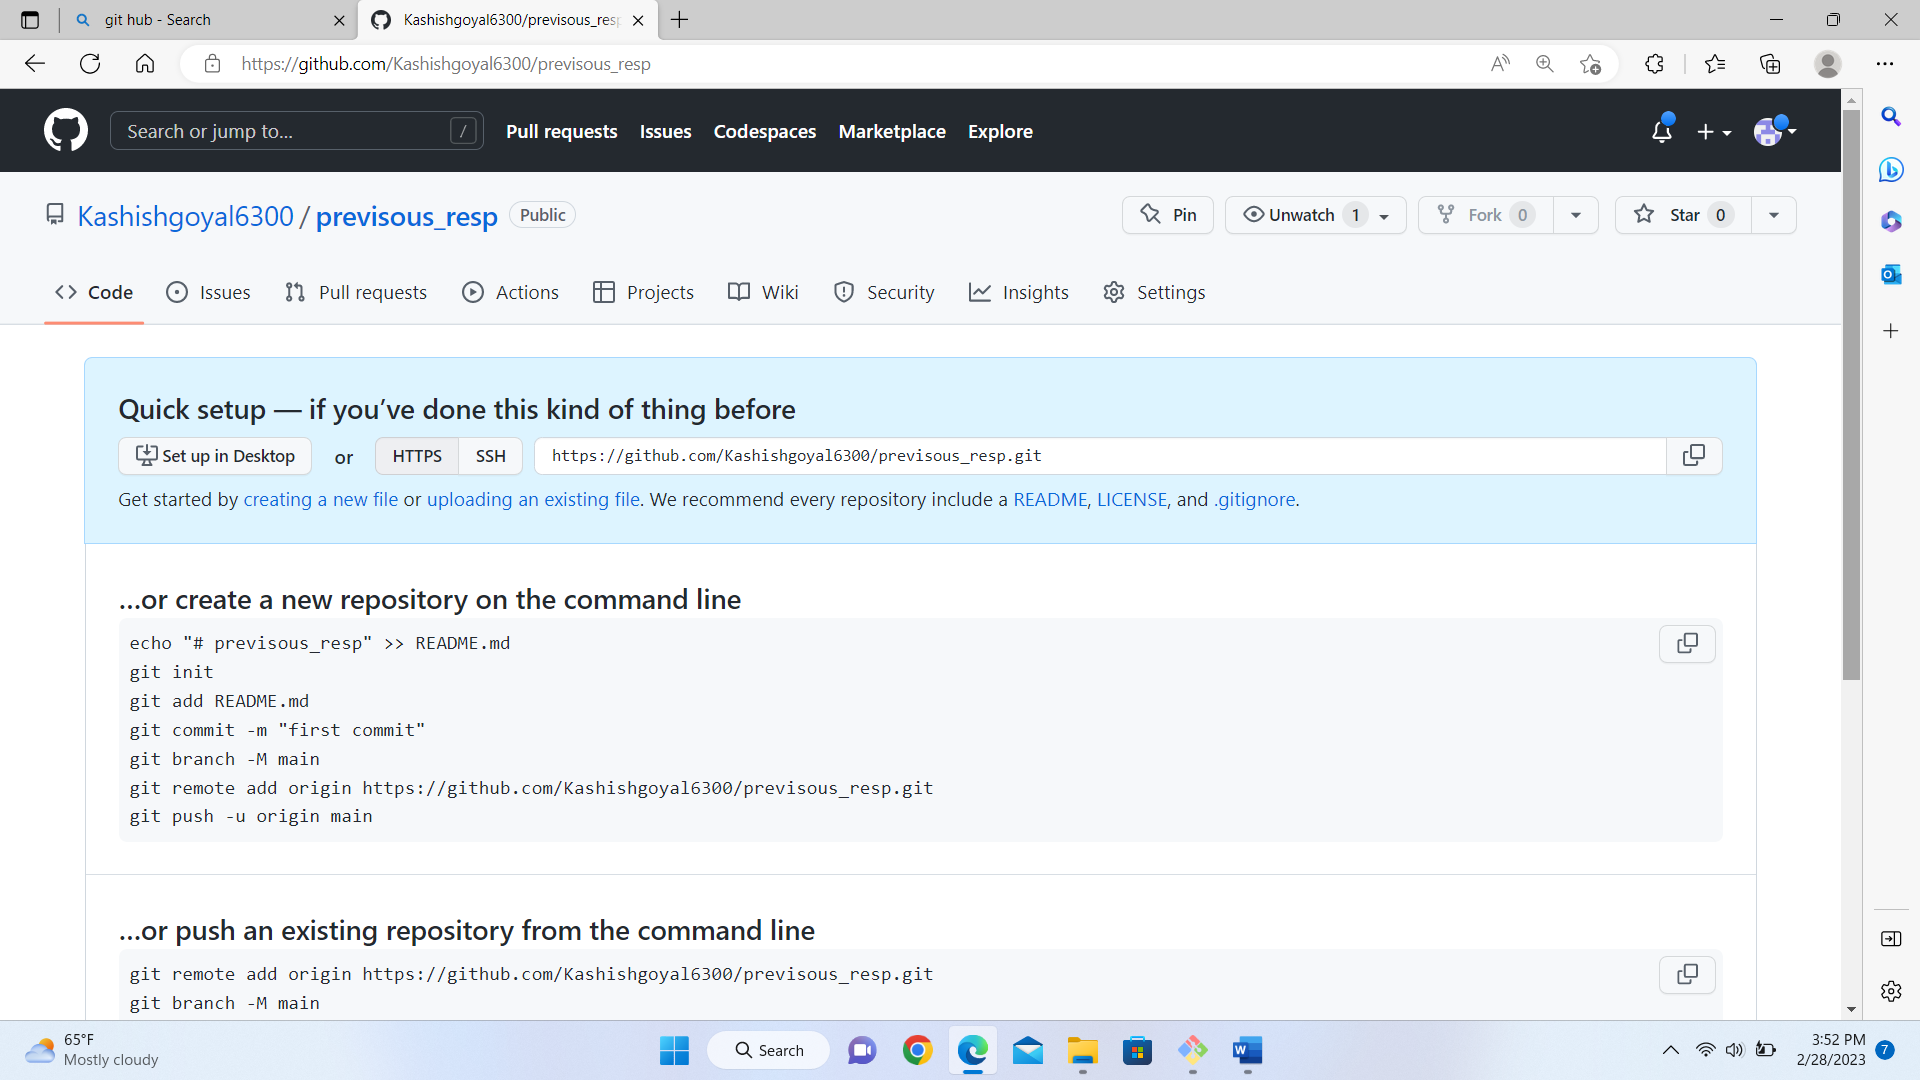 git hub - Search
Kashishgoyal6300/previsous_resp
https://github.com/Kashishgoyal6300/previsous_resp
Search or jump to...
/
Pull requests
Issues
Codespaces
Marketplace
Explore
Kashishgoyal6300 / previsous_resp
Public
Pin
Unwatch 1
Fork 0
Star 0
Code
Issues
Pull requests
Actions
Projects
Wiki
Security
Insights
Settings
Quick setup — if you’ve done this kind of thing before
Set up in Desktop
or
HTTPS
SSH
https://github.com/Kashishgoyal6300/previsous_resp.git
Get started by creating a new file or uploading an existing file. We recommend every repository include a README, LICENSE, and .gitignore.
…or create a new repository on the command line
echo "# previsous_resp" >> README.md
git init
git add README.md
git commit -m "first commit"
git branch -M main
git remote add origin https://github.com/Kashishgoyal6300/previsous_resp.git
git push -u origin main
…or push an existing repository from the command line
git remote add origin https://github.com/Kashishgoyal6300/previsous_resp.git
git branch -M main
65°F
Mostly cloudy
Search
3:52 PM
2/28/2023
7